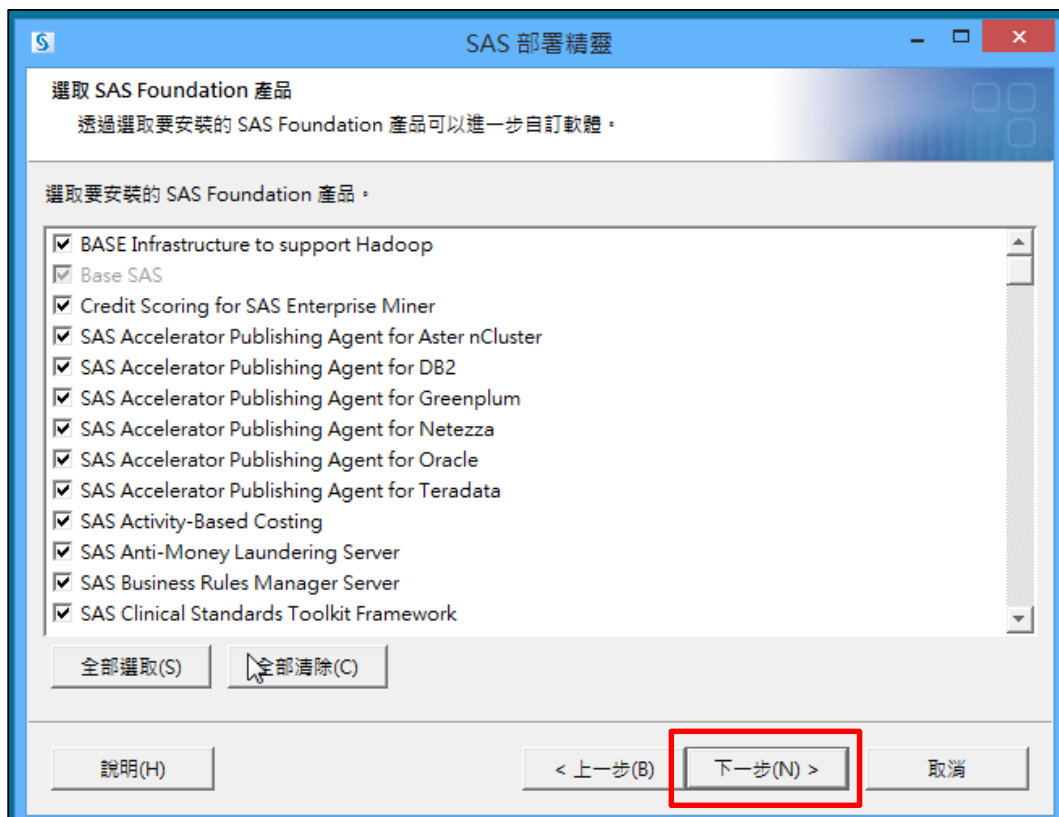 SAS 部署精靈
選取 SAS Foundation 產品
透過選取要安裝的 SAS Foundation 產品可以進一步自訂軟體。
選取要安裝的 SAS Foundation 產品。
BASE Infrastructure to support Hadoop
Base SAS
Credit Scoring for SAS Enterprise Miner
SAS Accelerator Publishing Agent for Aster nCluster
SAS Accelerator Publishing Agent for DB2
SAS Accelerator Publishing Agent for Greenplum
SAS Accelerator Publishing Agent for Netezza
SAS Accelerator Publishing Agent for Oracle
SAS Accelerator Publishing Agent for Teradata
SAS Activity-Based Costing
SAS Anti-Money Laundering Server
SAS Business Rules Manager Server
SAS Clinical Standards Toolkit Framework
全部選取(S) 全部清除(C)
說明(H) < 上一步(B) 下一步(N) > 取消